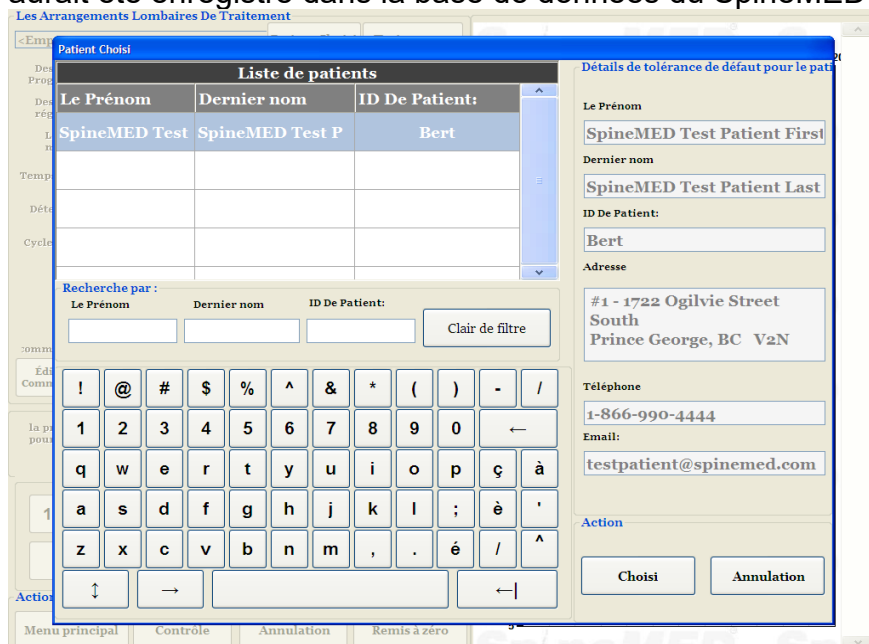 aurait été enregistré dans la base de données du SpineMED
Les Arrangements Lombaires De Traitement
Patient Choisi
Liste de patients
Le Prénom Dernier nom ID De Patient:
SpineMED Test SpineMED Test P Bert
Recherche par :
Le Prénom Dernier nom ID De Patient:
Clair de filtre
! @ # $ % ^ & * ( ) - /
1 2 3 4 5 6 7 8 9 0 ←
q w e r t y u i o p ç à
a s d f g h j k l ; è '
z x c v b n m , . é / ^
↕ → ←|
Détails de tolérance de défaut pour le pati
Le Prénom
SpineMED Test Patient First
Dernier nom
SpineMED Test Patient Last
ID De Patient:
Bert
Adresse
#1 - 1722 Ogilvie Street
South
Prince George, BC V2N
Téléphone
1-866-990-4444
Email:
testpatient@spinemed.com
Action
Choisi Annulation
Menu principal Contrôle Annulation Remis à zéro